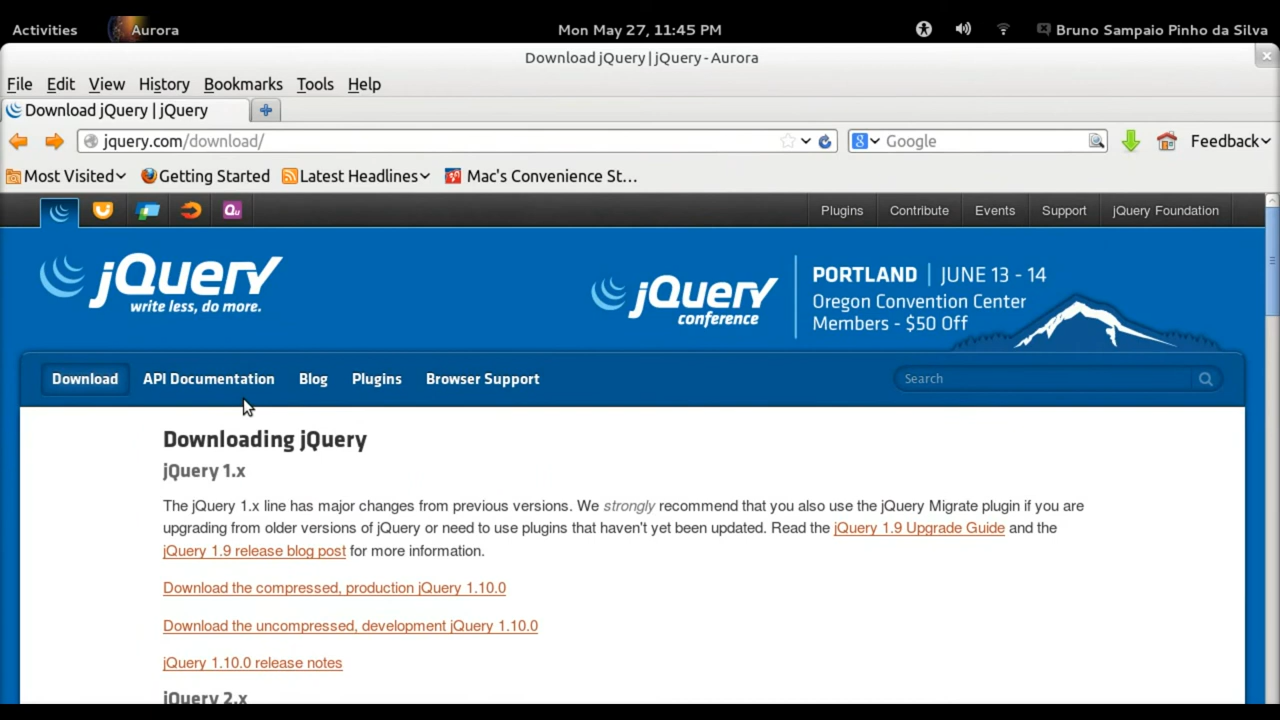 Activities Aurora Mon May 27, 11:45 PM Bruno Sampaio Pinho da Silva
Download jQuery | jQuery - Aurora
File Edit View History Bookmarks Tools Help
Download jQuery | jQuery
jquery.com/download/ Google Feedback
Most Visited Getting Started Latest Headlines Mac's Convenience St...
Qu Plugins Contribute Events Support jQuery Foundation
jQuery
write less, do more.
jQuery
conference
PORTLAND | JUNE 13 - 14
Oregon Convention Center
Members - $50 Off
Download API Documentation Blog Plugins Browser Support Search
Downloading jQuery
jQuery 1.x
The jQuery 1.x line has major changes from previous versions. We strongly recommend that you also use the jQuery Migrate plugin if you are
upgrading from older versions of jQuery or need to use plugins that haven't yet been updated. Read the jQuery 1.9 Upgrade Guide and the
jQuery 1.9 release blog post for more information.
Download the compressed, production jQuery 1.10.0
Download the uncompressed, development jQuery 1.10.0
jQuery 1.10.0 release notes
jQuery 2.x